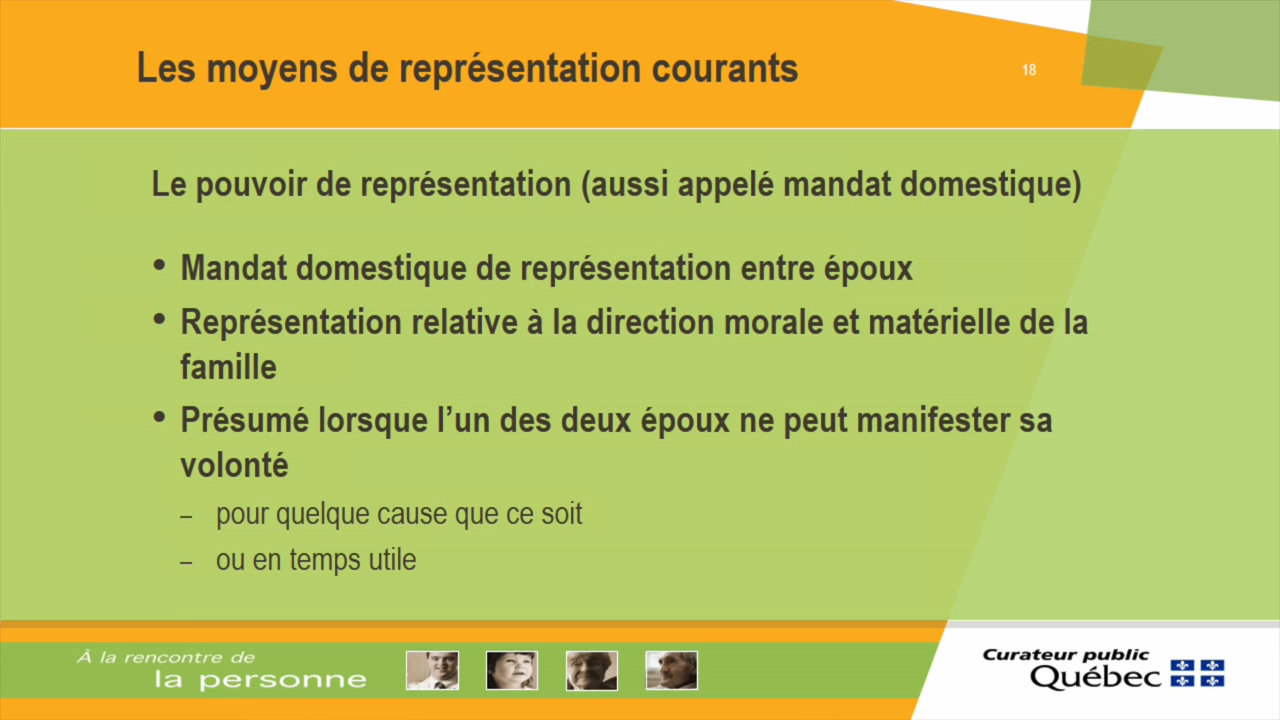 Les moyens de représentation courants
18
Le pouvoir de représentation (aussi appelé mandat domestique)
• Mandat domestique de représentation entre époux
• Représentation relative à la direction morale et matérielle de la
famille
• Présumé lorsque l’un des deux époux ne peut manifester sa
volonté
– pour quelque cause que ce soit
– ou en temps utile
À la rencontre de
la personne
Curateur public
Québec